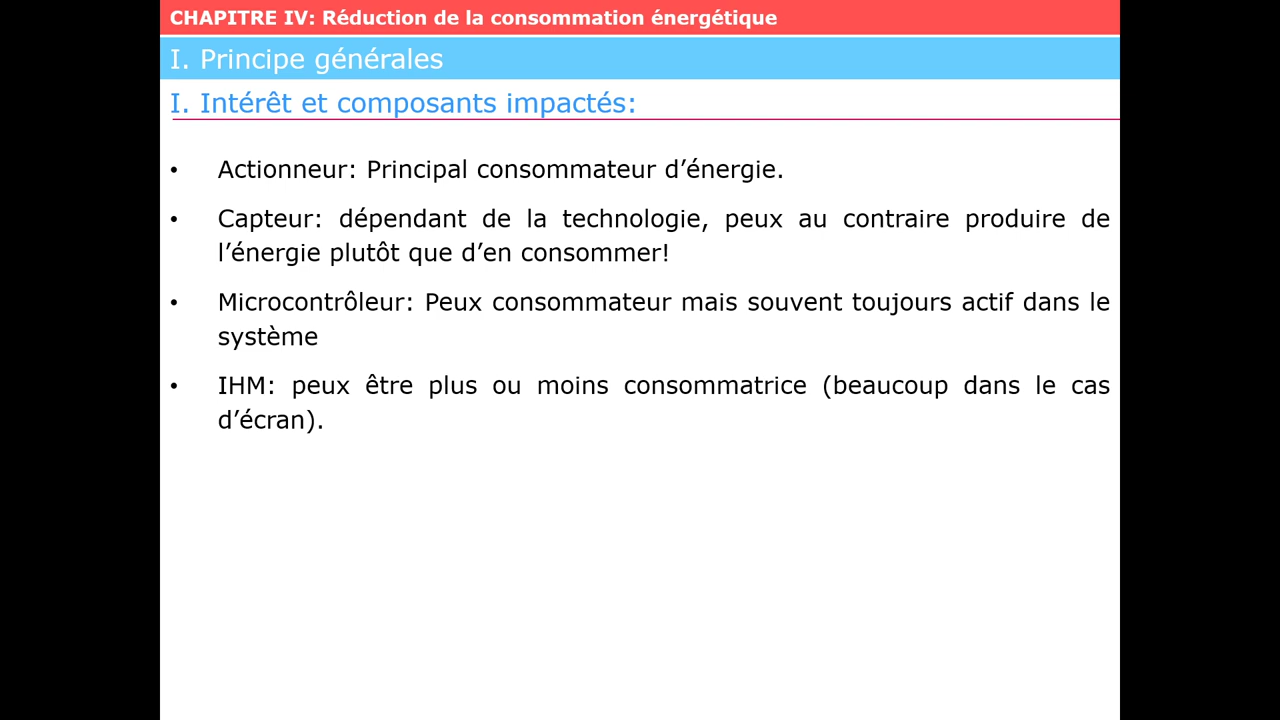 CHAPITRE IV: Réduction de la consommation énergétique
I. Principe générales
I. Intérêt et composants impactés:
• Actionneur: Principal consommateur d’énergie.
• Capteur: dépendant de la technologie, peux au contraire produire de
l’énergie plutôt que d’en consommer!
• Microcontrôleur: Peux consommateur mais souvent toujours actif dans le
système
• IHM: peux être plus ou moins consommatrice (beaucoup dans le cas
d’écran).